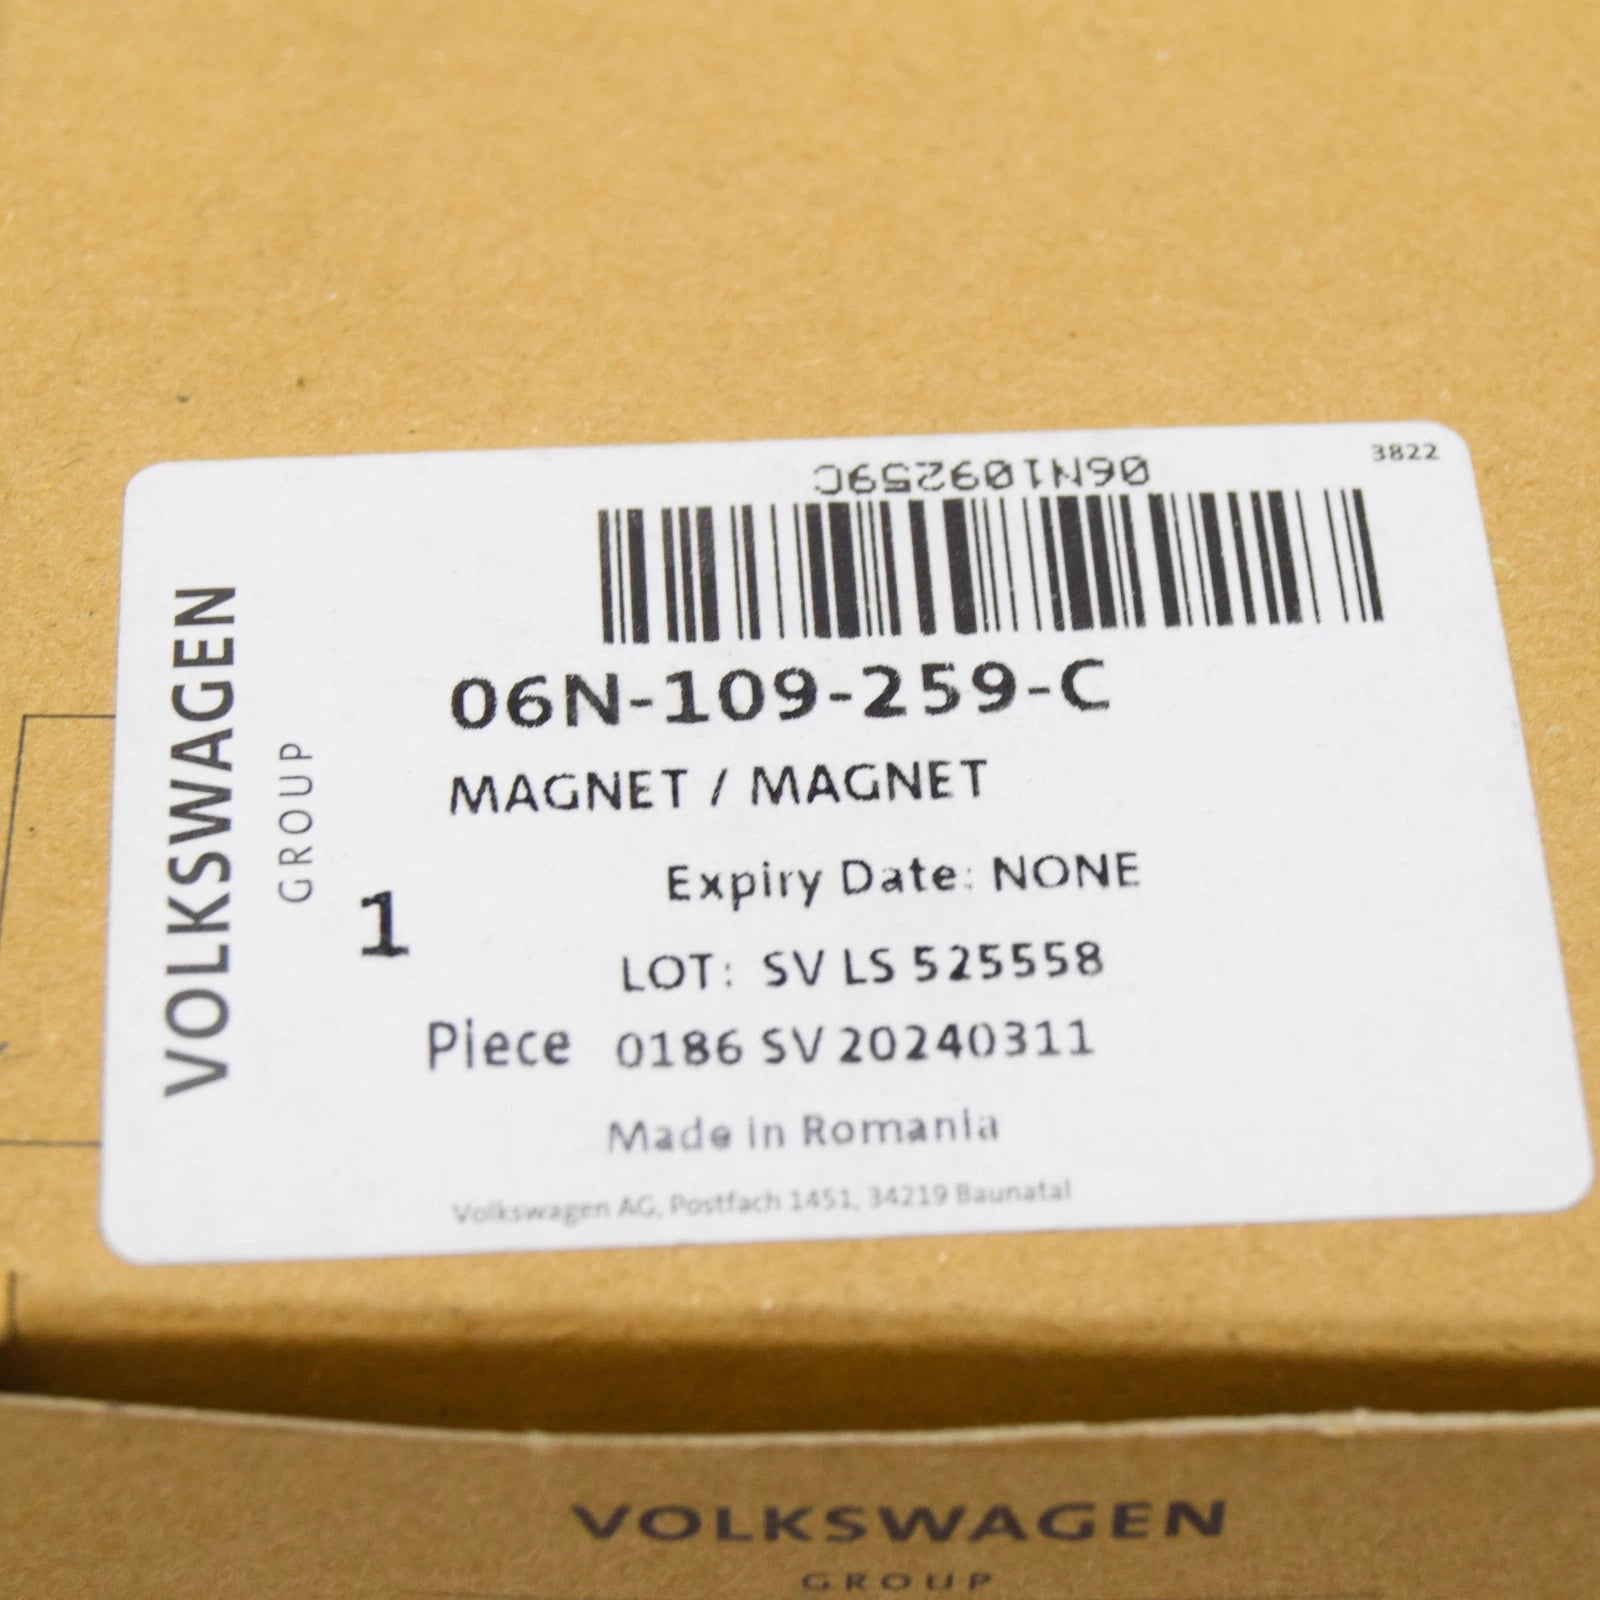 3822
06N109259C
06N-109-259-C
MAGNET / MAGNET
Expiry Date: NONE
1
LOT: SV LS 525558
Piece 0186 SV 20240311
Made in Romania
Volkswagen AG, Postfach 1451, 34219 Baunatal
VOLKSWAGEN
GROUP
VOLKSWAGEN
GROUP